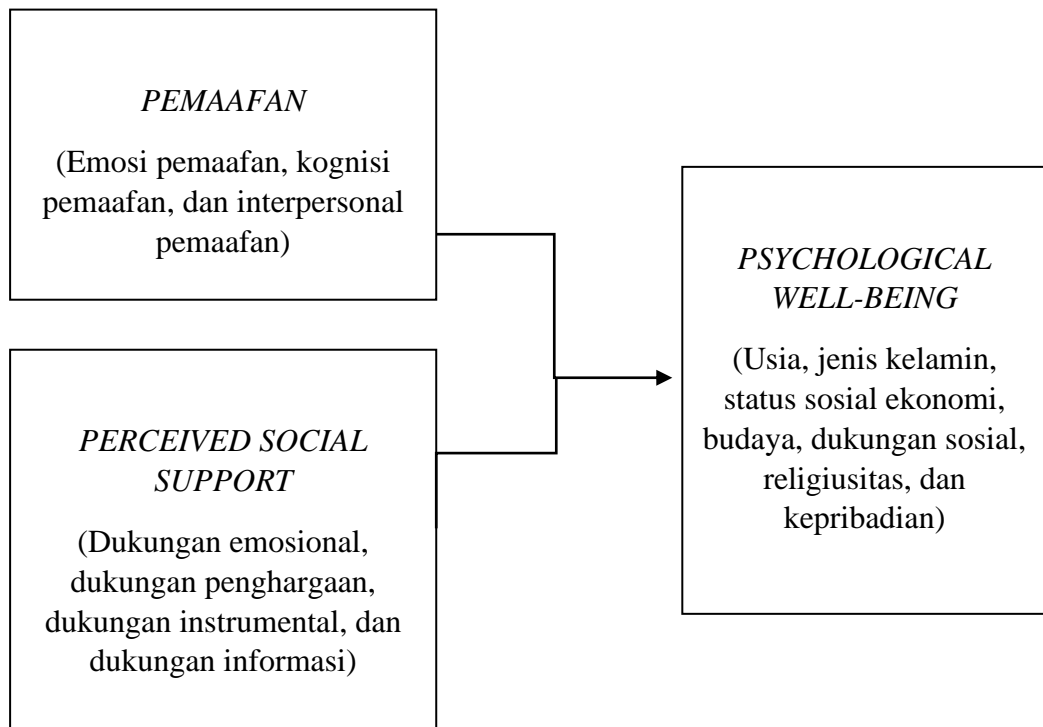 PEMAAFAN
(Emosi pemaafan, kognisi
pemaafan, dan interpersonal
pemaafan)
PERCEIVED SOCIAL
SUPPORT
(Dukungan emosional,
dukungan penghargaan,
dukungan instrumental, dan
dukungan informasi)
PSYCHOLOGICAL
WELL-BEING
(Usia, jenis kelamin,
status sosial ekonomi,
budaya, dukungan sosial,
religiusitas, dan
kepribadian)